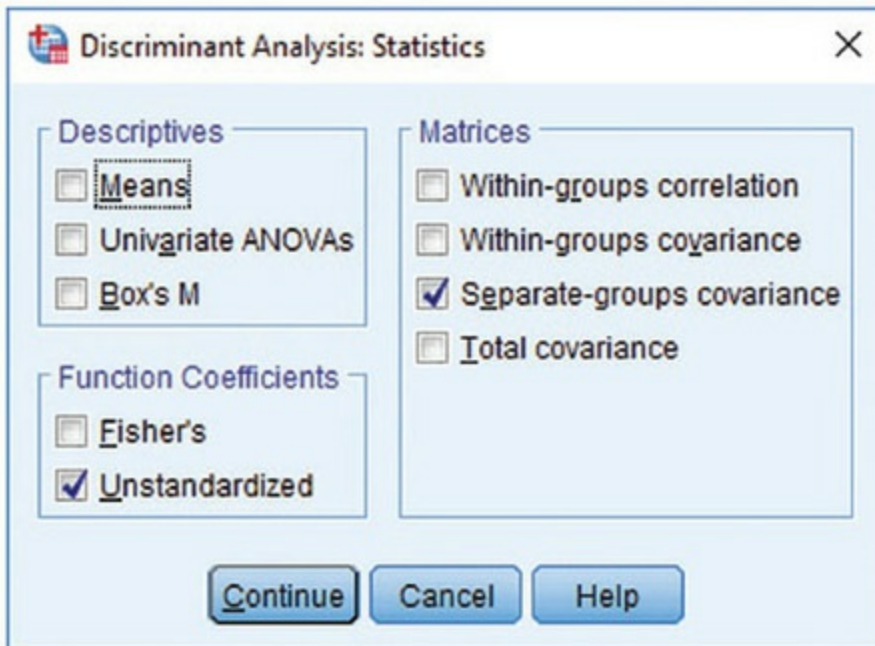 Discriminant Analysis: Statistics
Descriptives
Means
Univariate ANOVAs
Box's M
Function Coefficients
Fisher's
Unstandardized
Matrices
Within-groups correlation
Within-groups covariance
Separate-groups covariance
Total covariance
Continue
Cancel
Help